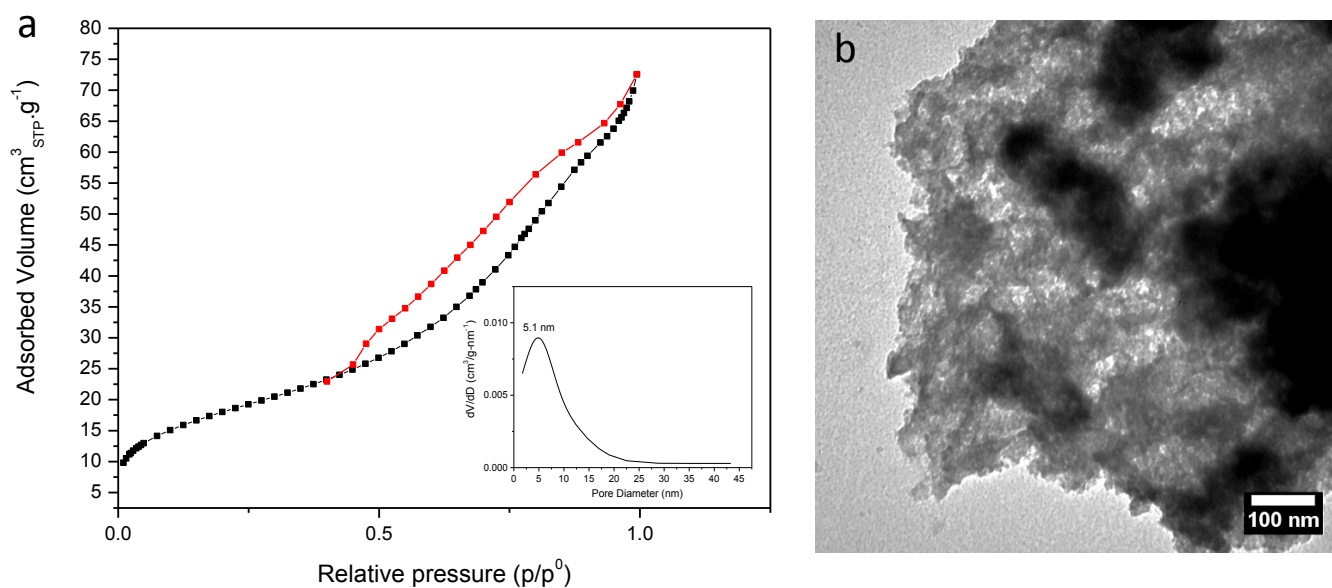 a
80
75
70
65
60
55
50
45
40
35
30
25
20
15
10
5
Adsorbed Volume (cm³ STP.g⁻¹)
0.0 0.5 1.0
Relative pressure (p/p⁰)
5.1 nm
0.010
0.005
0.000
dV/dD (cm³/g-nm⁻¹)
0 5 10 15 20 25 30 35 40 45
Pore Diameter (nm)
b
100 nm